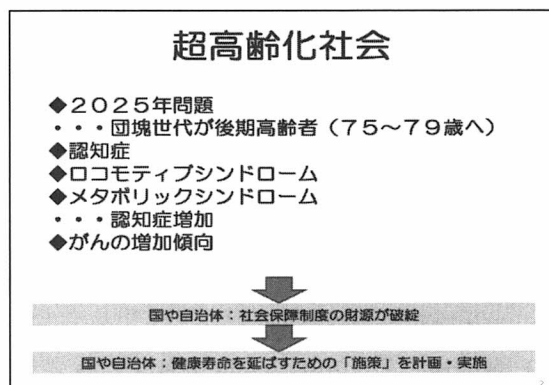 超高齢化社会
◆２０２５年問題
・・・団塊世代が後期高齢者（７５～７９歳へ）
◆認知症
◆ロコモティブシンドローム
◆メタボリックシンドローム
・・・認知症増加
◆がんの増加傾向
国や自治体：社会保障制度の財源が破綻
国や自治体：健康寿命を延ばすための「施策」を計画・実施